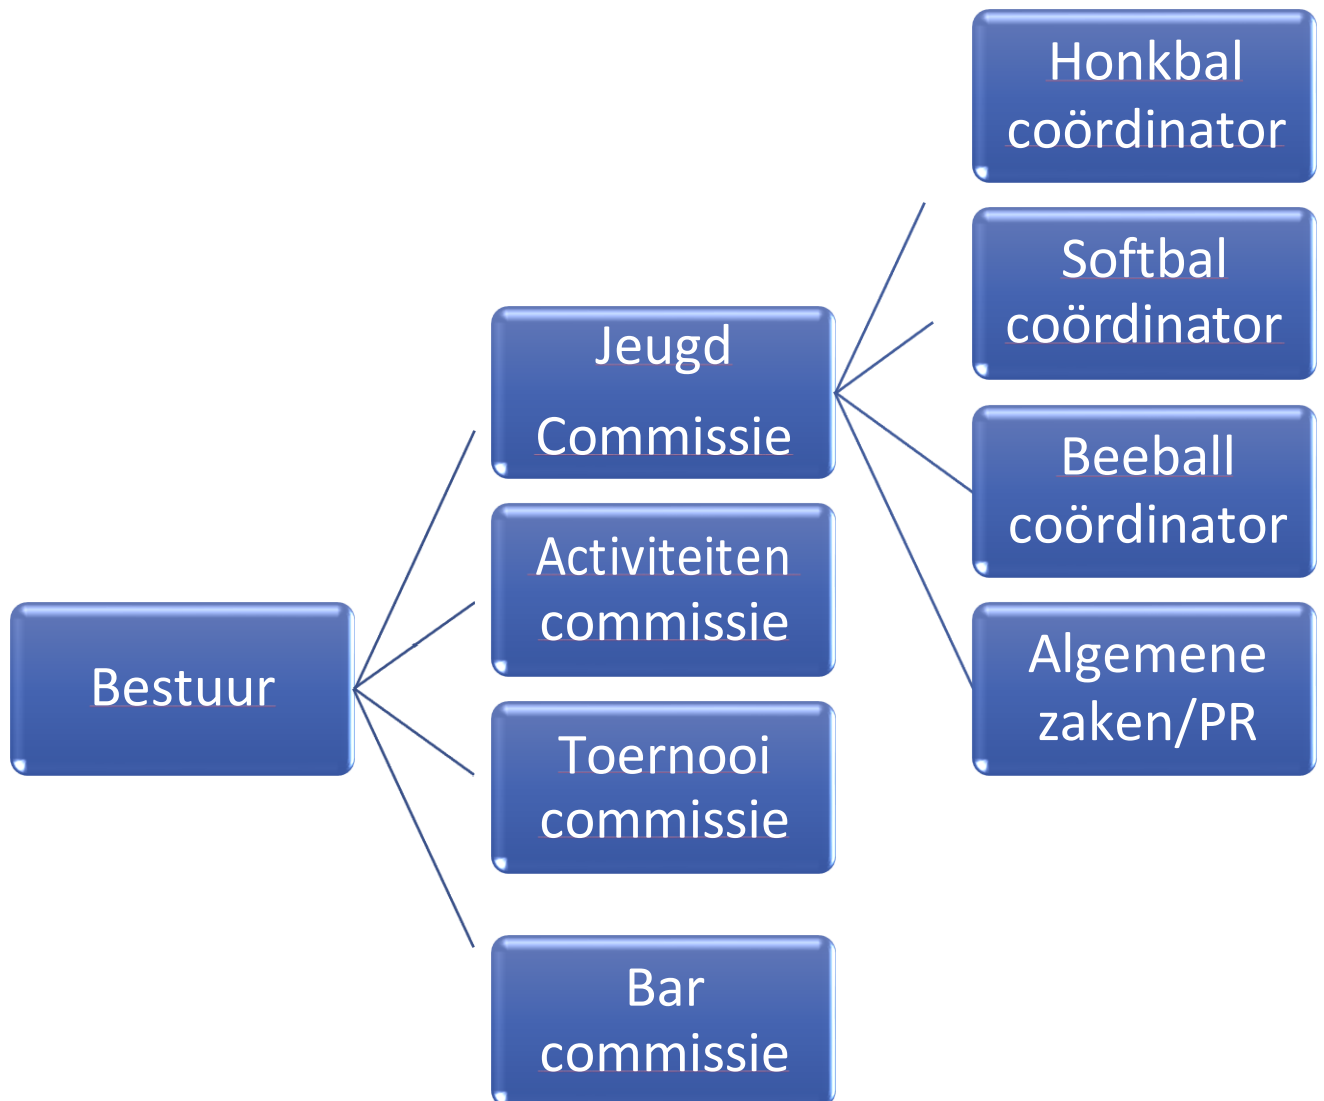 Bestuur
Jeugd
Commissie
Activiteiten
commissie
Toernooi
commissie
Bar
commissie
Honkbal
coördinator
Softbal
coördinator
Beeball
coördinator
Algemene
zaken/PR